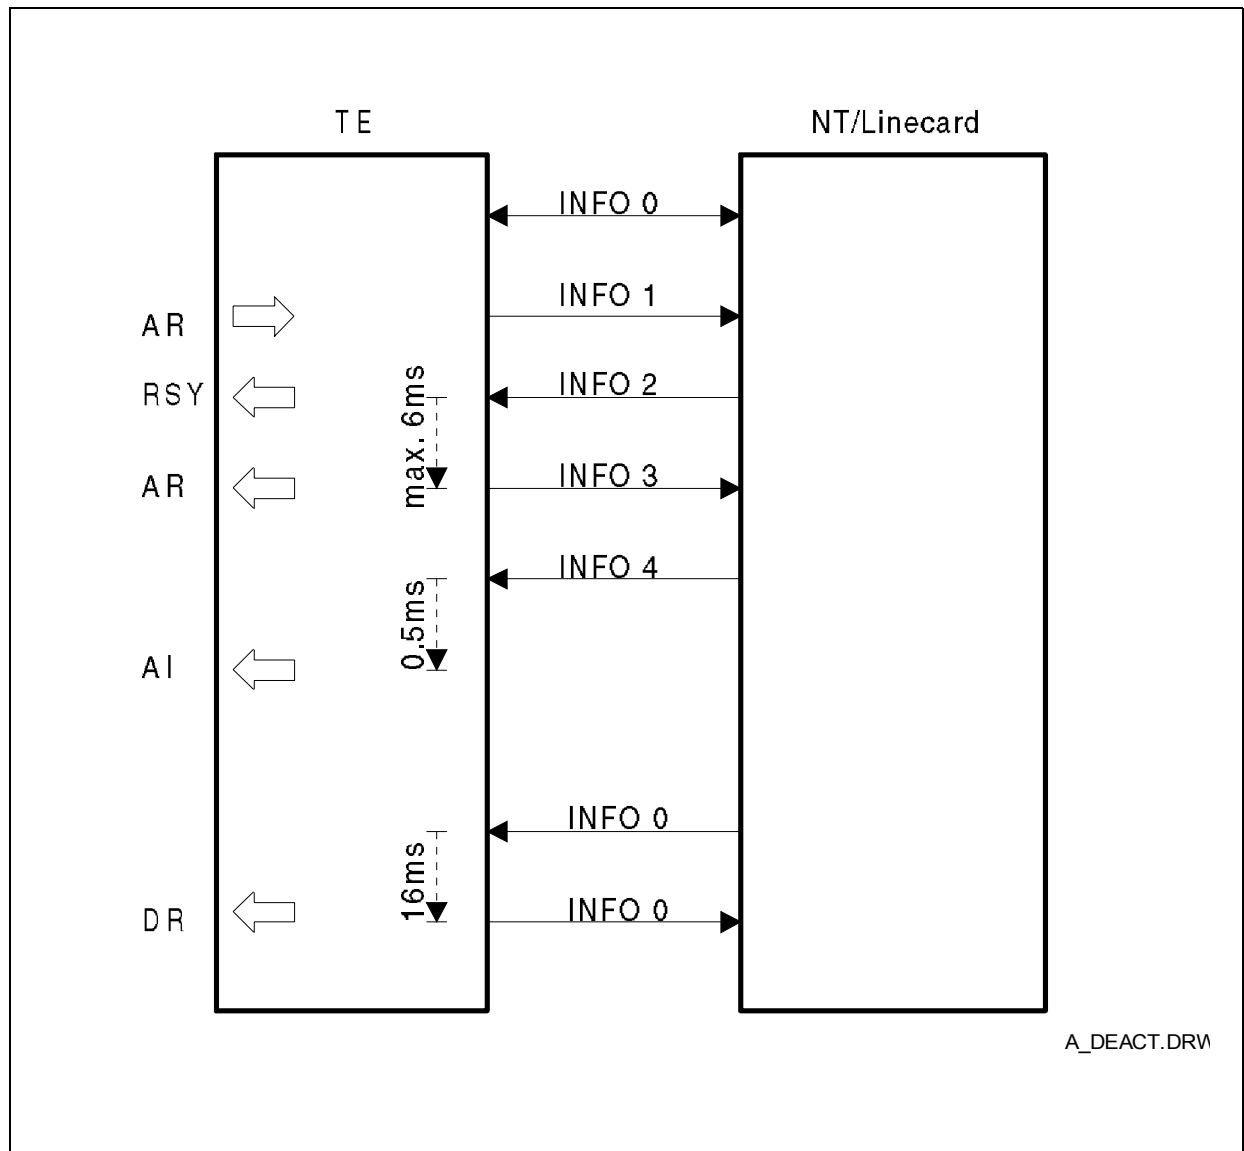 TE
NT/Linecard
INFO 0
INFO 1
AR
RSY
max. 6ms
INFO 2
AR
INFO 3
INFO 4
0.5ms
AI
INFO 0
16ms
DR
INFO 0
A_DEACT.DRW